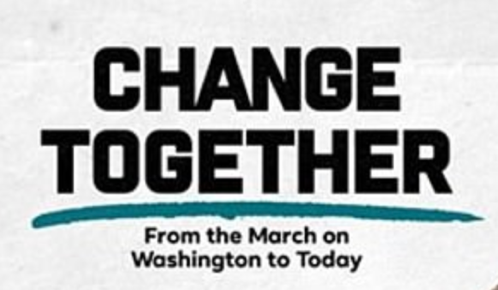 CHANGE
TOGETHER
From the March on
Washington to Today